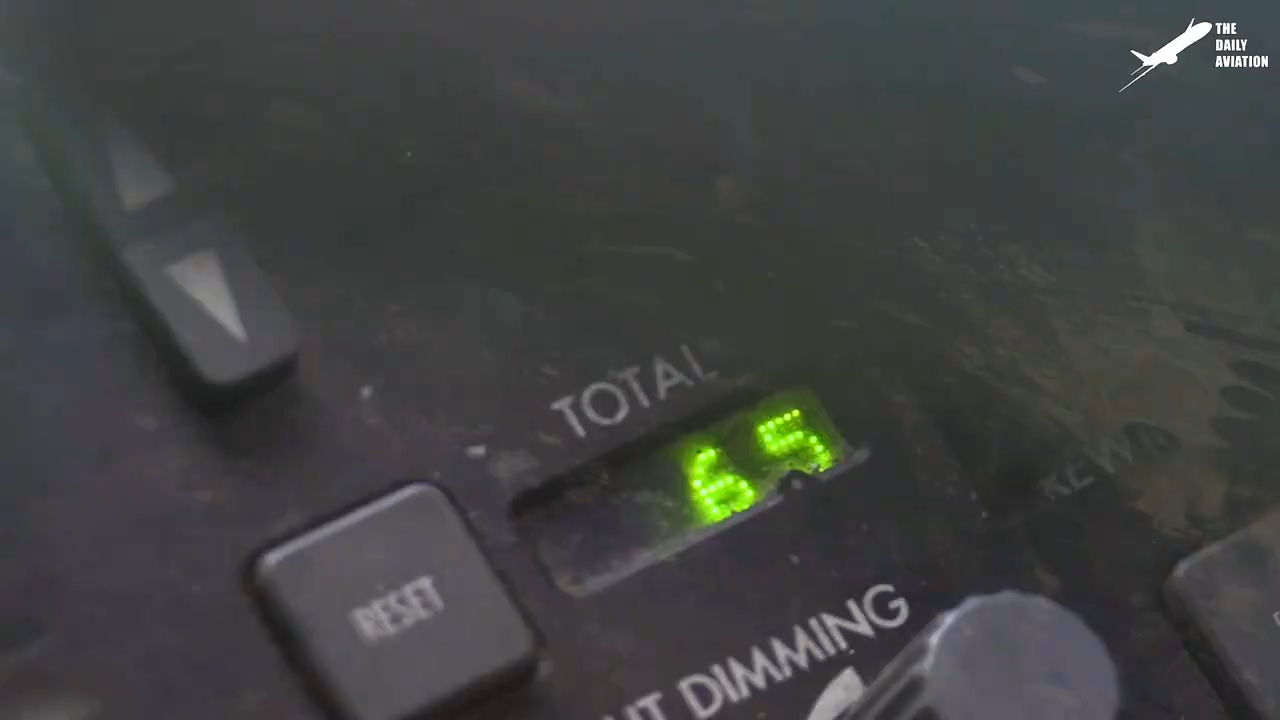 THE
DAILY
AVIATION
TOTAL
65
RESET
DIMMING